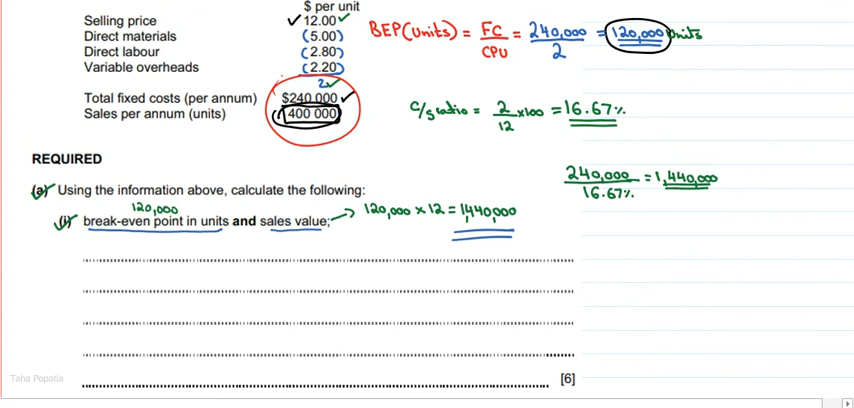 $ per unit
Selling price ✓12.00✓
Direct materials (5.00)
Direct labour (2.80)
Variable overheads (2.20)
2✓
Total fixed costs (per annum) $240 000✓
Sales per annum (units) 400 000
BEP(units) = FC/CPU = 240,000/2 = 120,000 units
C/S ratio = 2/12 × 100 = 16.67%
REQUIRED
240,000/16.67% = 1,440,000
(a) Using the information above, calculate the following:
120,000
(i) break-even point in units and sales value; → 120,000 × 12 = 1,440,000
[6]
Taha Popatia